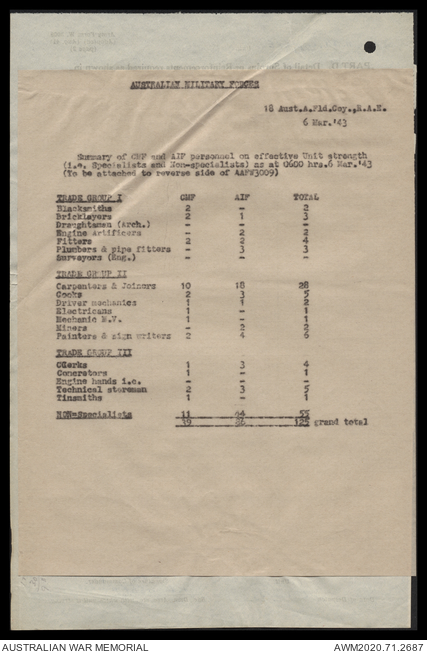 AUSTRALIAN MILITARY FORCES
18 Aust.A.Fld.Coy.,R.A.E.
6 Mar.'43
Summary of CMF and AIF personnel on effective Unit strength
(i.e. Specialists and Non-specialists) as at 0600 hrs.6 Mar.'43
(To be attached to reverse side of AAFW3009)
TRADE GROUP I CMF AIF TOTAL
Blacksmiths 2 - 2
Bricklayers 2 1 3
Draughtsman (Arch.) - - -
Engine Artificers - 2 2
Fitters 2 2 4
Plumbers & pipe fitters - 3 3
Surveyors (Eng.) - - -
TRADE GROUP II
Carpenters & Joiners 10 18 28
Cooks 2 3 5
Driver mechanics 1 1 2
Electricans 1 - 1
Mechanic M.V. 1 - 1
Miners - 2 2
Painters & sign writers 2 4 6
TRADE GROUP III
Clerks 1 3 4
Concretors 1 - 1
Engine hands i.c. - - -
Technical storeman 2 3 5
Tinsmiths 1 - 1
NON=Specialists 11 44 55
39 86 125 grand total
AUSTRALIAN WAR MEMORIAL
AWM2020.71.2687